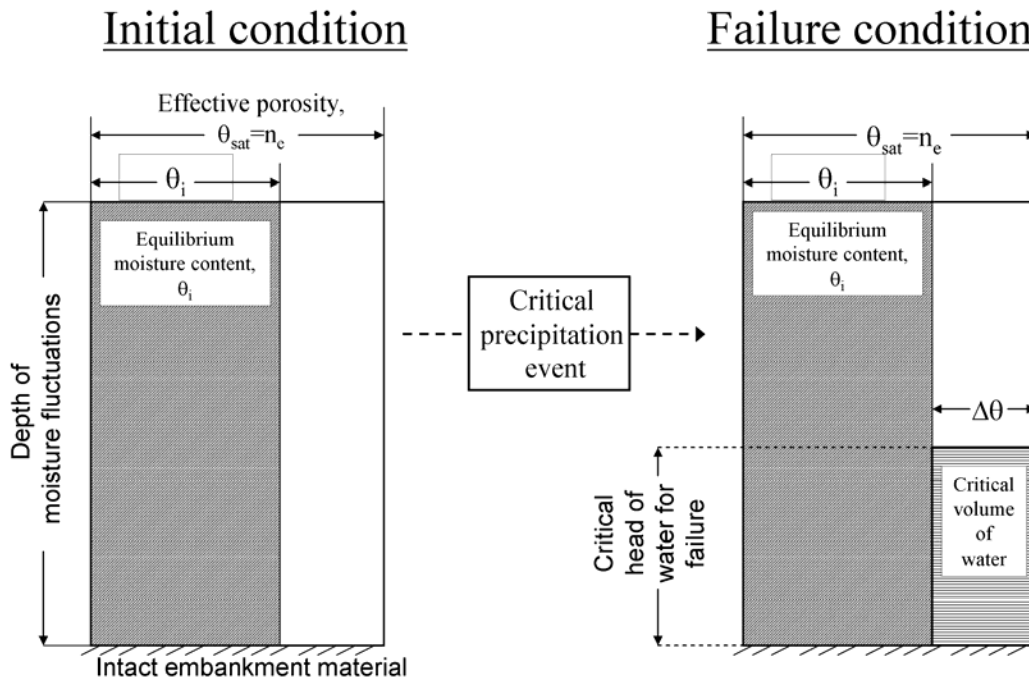 Initial condition
Failure condition
Effective porosity,
θsat=ne
θi
Equilibrium
moisture content,
θi
Depth of
moisture fluctuations
Intact embankment material
Critical
precipitation
event
θsat=ne
θi
Equilibrium
moisture content,
θi
Δθ
Critical
head of
water for
failure
Critical
volume
of
water